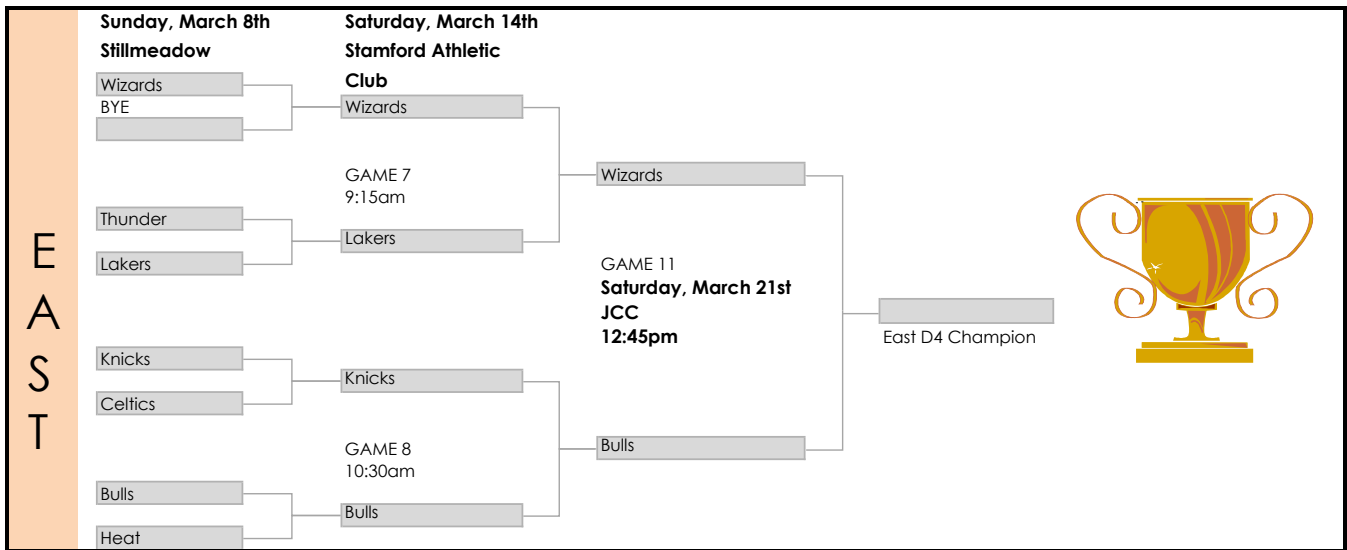 Sunday, March 8th
Stillmeadow
Saturday, March 14th
Stamford Athletic
Club
EAST
Wizards
BYE
Thunder
Lakers
Knicks
Celtics
Bulls
Heat
Wizards
GAME 7
9:15am
Lakers
Knicks
GAME 8
10:30am
Bulls
Wizards
GAME 11
Saturday, March 21st
JCC
12:45pm
Bulls
East D4 Champion